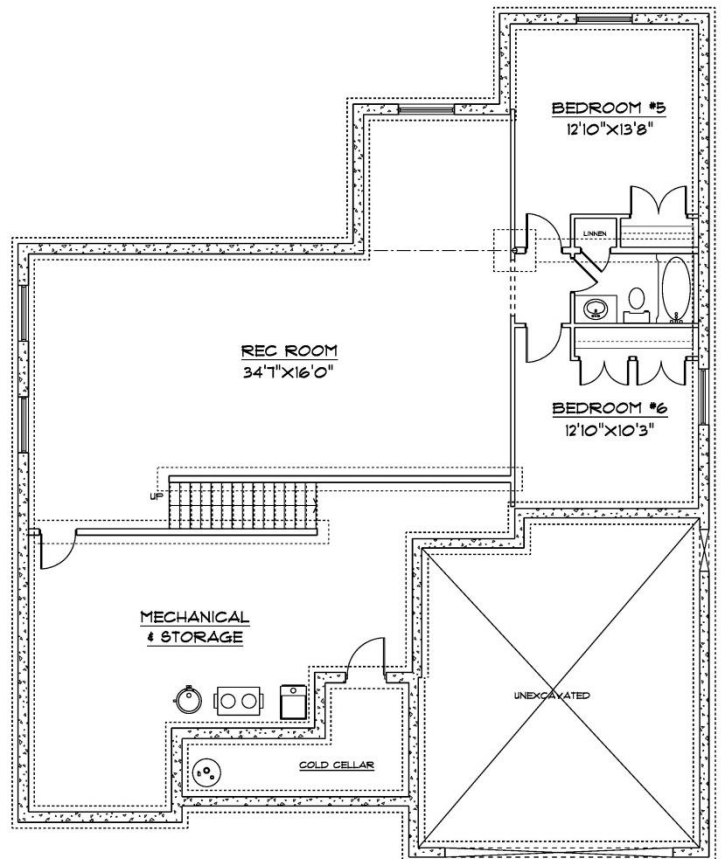 BEDROOM #5
12'10"X13'8"
LINNEN
REC ROOM
34'7"X16'0"
BEDROOM #6
12'10"X10'3"
UP
MECHANICAL
& STORAGE
UNEXCAVATED
COLD CELLAR